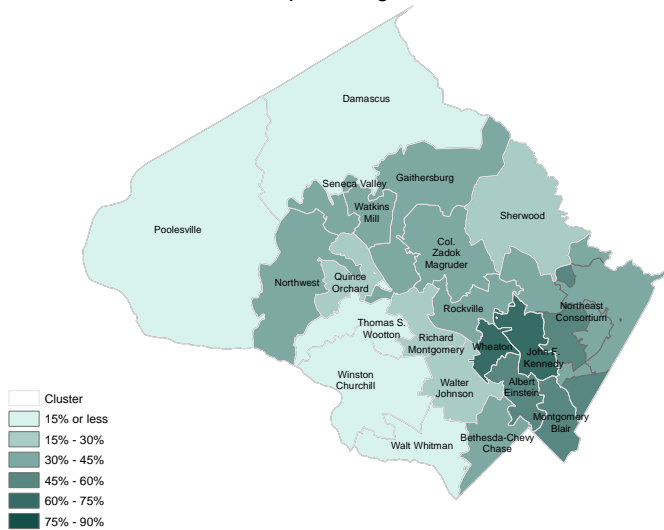 Damascus
Seneca Valley
Gaithersburg
Watkins
Mill
Sherwood
Poolesville
Col.
Zadok
Magruder
Quince
Orchard
Northwest
Rockville
Northeast
Consortium
Thomas S.
Wootton
Richard
Montgomery
Wheaton
John F.
Kennedy
Winston
Churchill
Walter
Johnson
Albert
Einstein
Montgomery
Blair
Walt Whitman
Bethesda-Chevy
Chase
Cluster
15% or less
15% - 30%
30% - 45%
45% - 60%
60% - 75%
75% - 90%